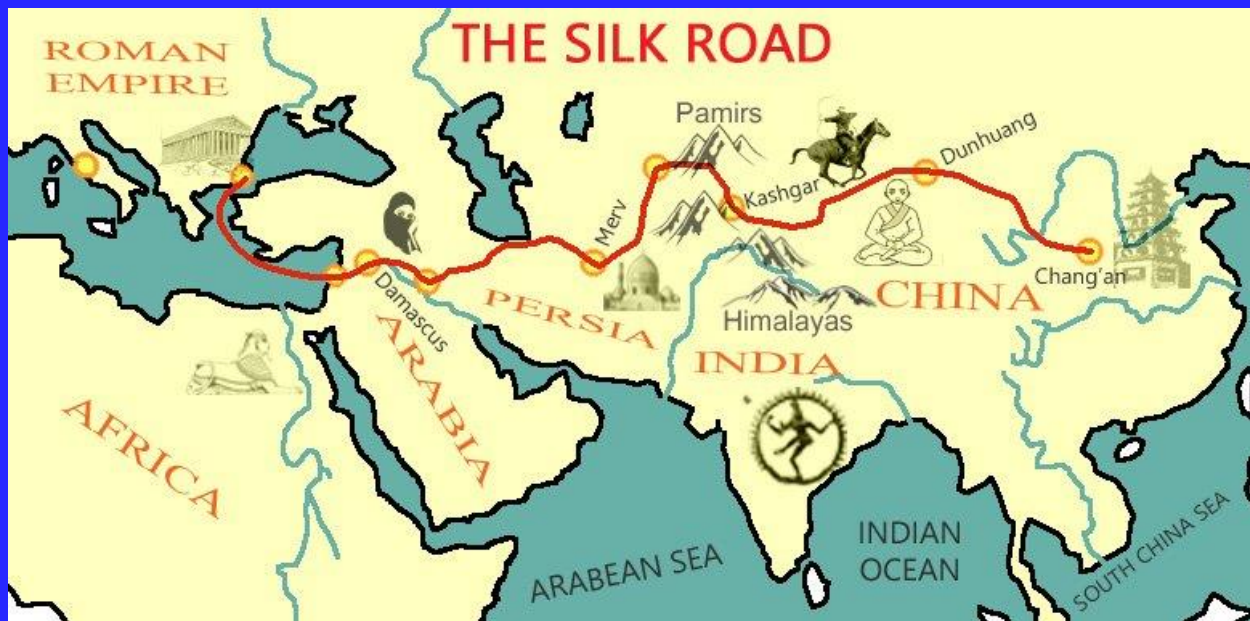 THE SILK ROAD
ROMAN
EMPIRE
Pamirs
Dunhuang
Kashgar
Merv
Chang'an
Damascus
PERSIA
CHINA
Himalayas
ARABIA
INDIA
AFRICA
INDIAN
OCEAN
ARABEAN SEA
SOUTH CHINA SEA